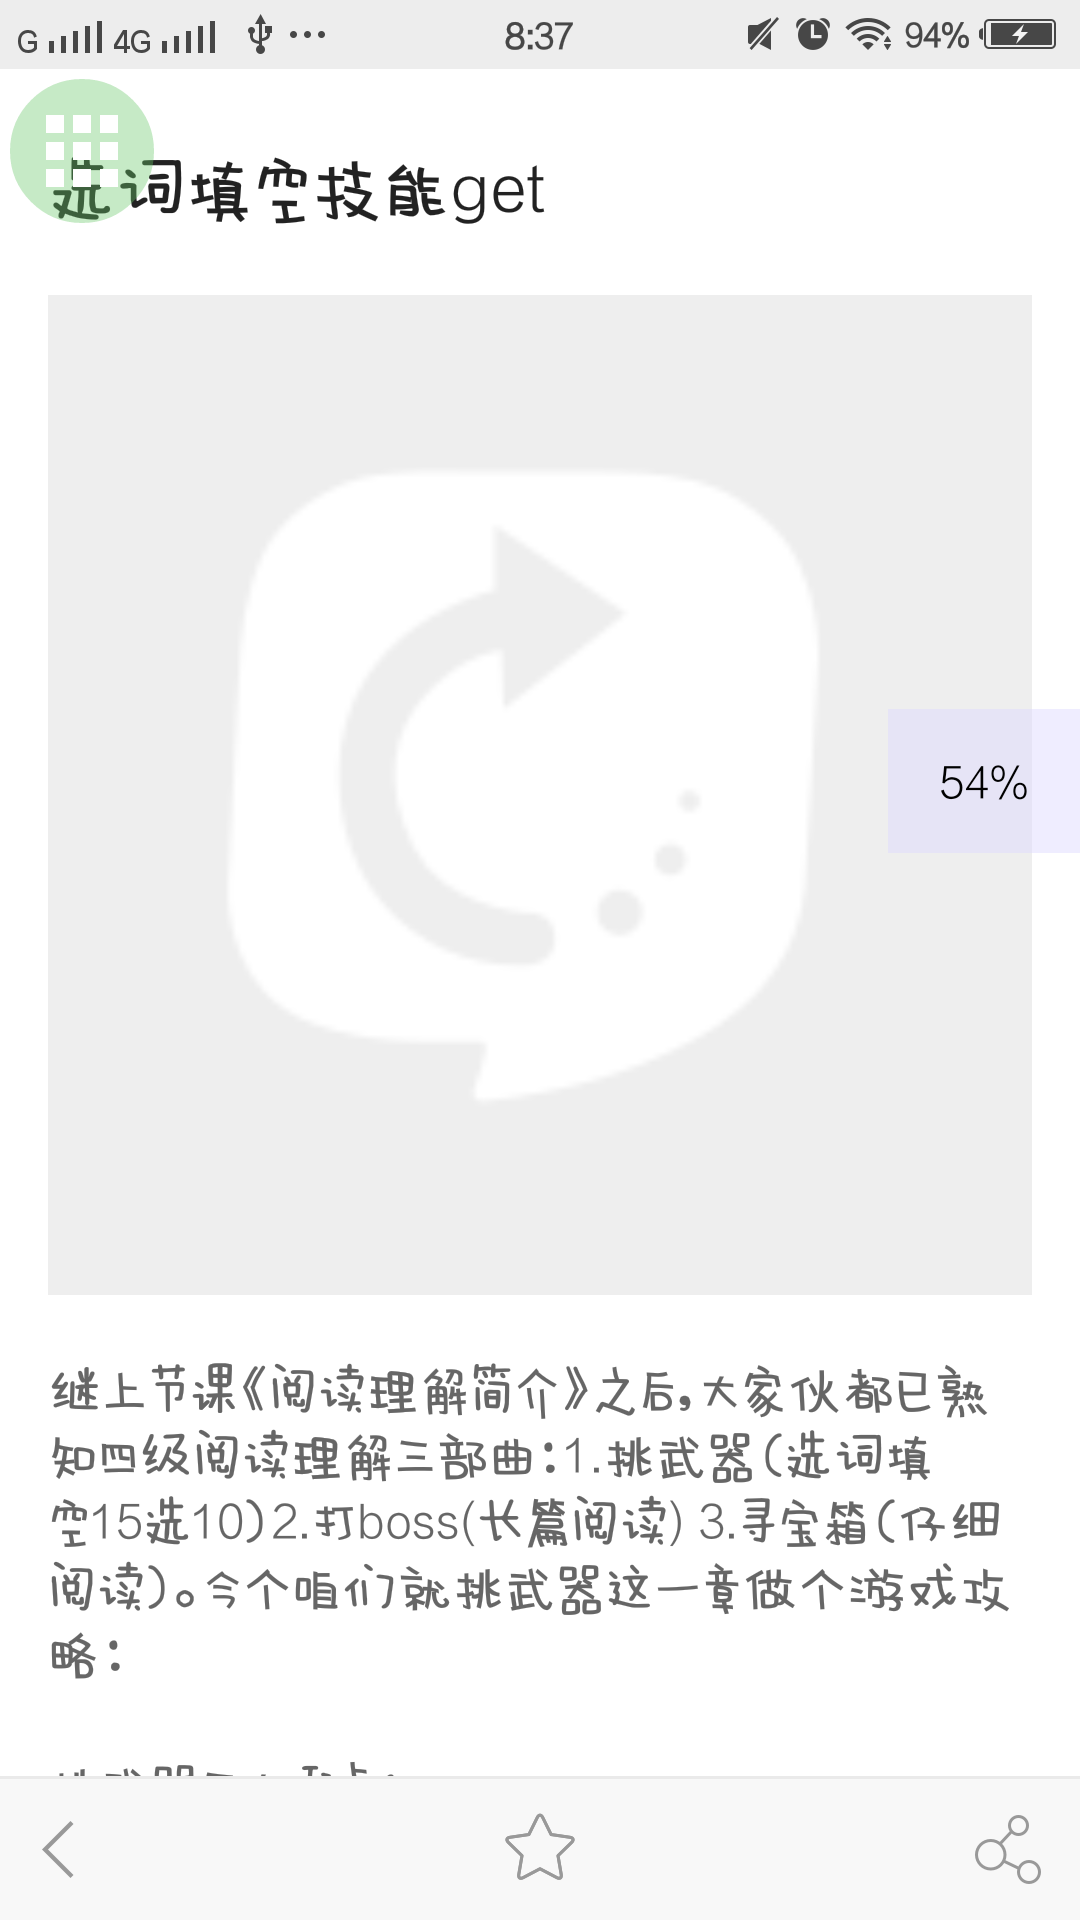 G 4G 8:37 94%
选词填空技能get
54%
继上节课《阅读理解简介》之后,大家伙都已熟
知四级阅读理解三部曲:1.挑武器(选词填
空15选10)2.打boss(长篇阅读) 3.寻宝箱(仔细
阅读)。今个咱们就挑武器这一章做个游戏攻
略: